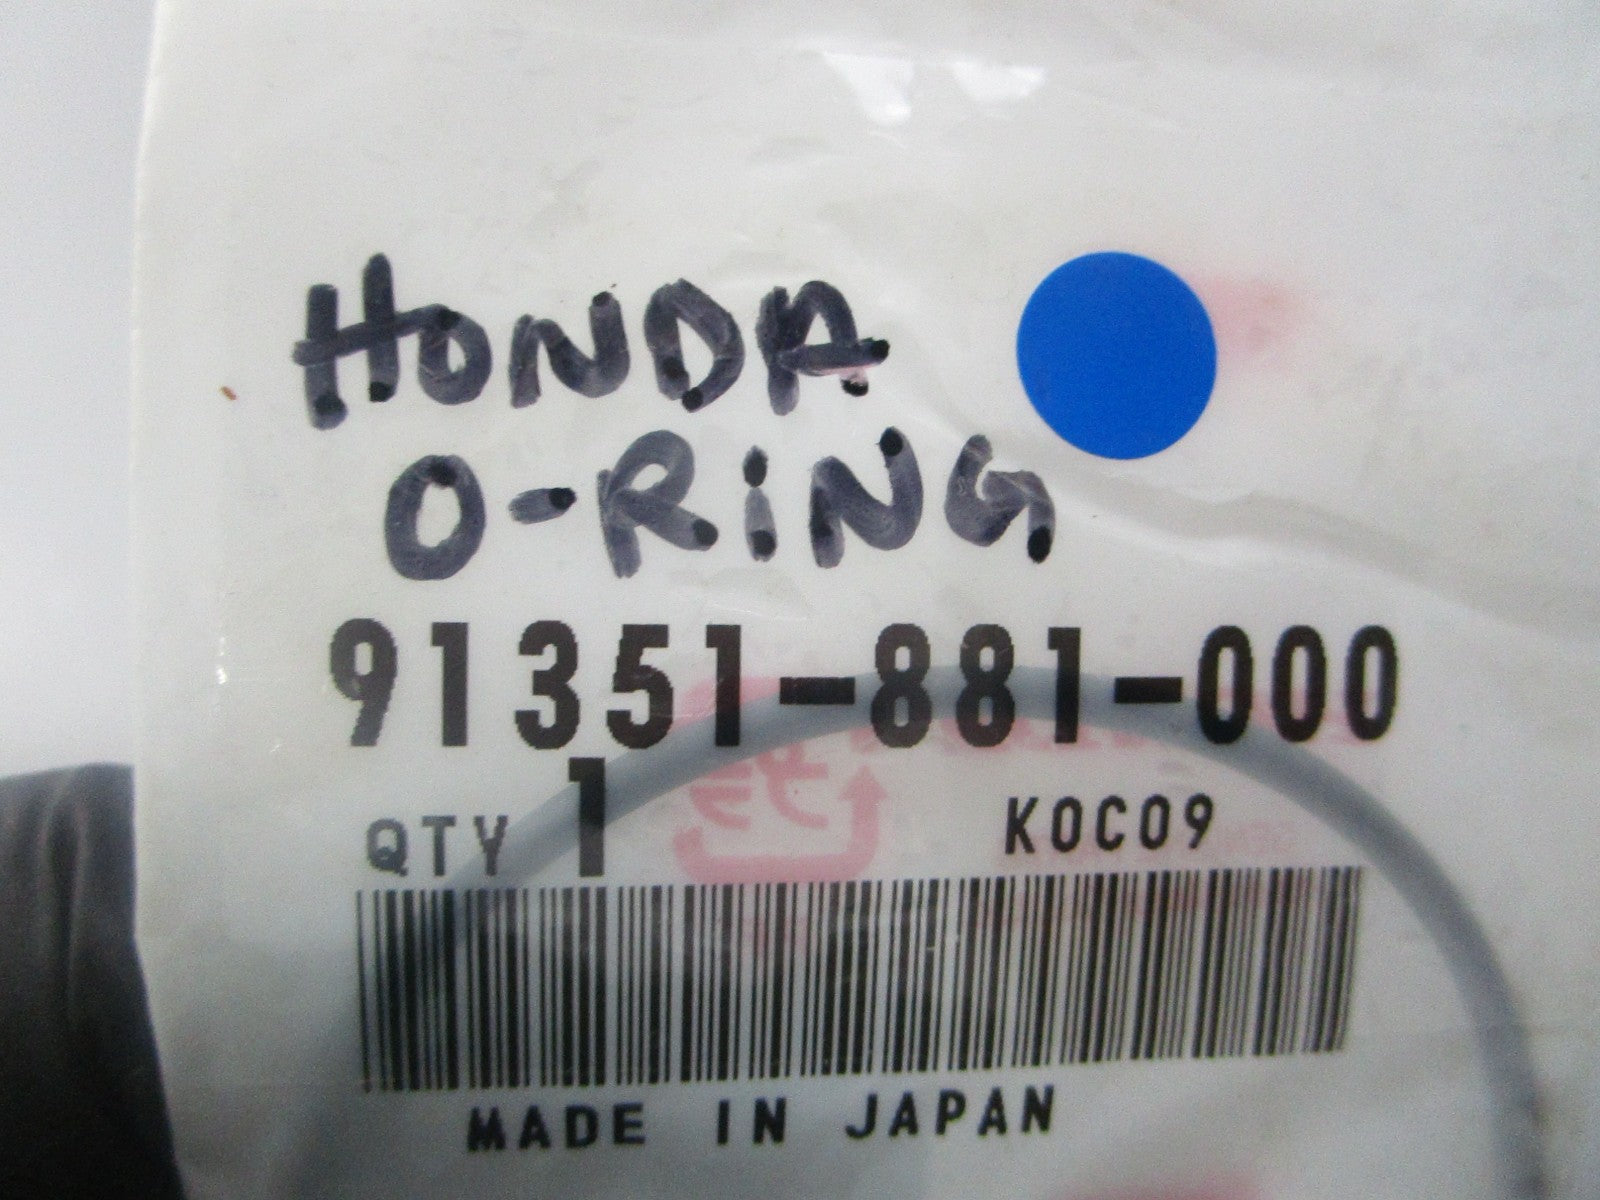 HONDA
O-RiNG
91351-881-000
QTY 1 K0C09
MADE IN JAPAN